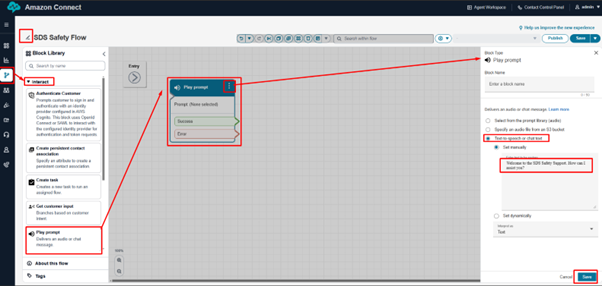 Amazon Connect
Agent Workspace
Contact Control Panel
admin
SDS Safety Flow
Help us improve the new experience
Search within flow
Publish
Save
Block Library
Search by name
Interact
Authenticate Customer
Prompts customer to sign in and
authenticate with an identity
provider configured in AWS
Cognito. This block uses OpenID
Connect or SAML to interact with
the configured identity provider for
authentication and token requests
Create persistent contact
association
Specify an attribute to create a
persistent contact association
Create task
Creates a new task to run an
assigned flow.
Get customer input
Branches based on customer
intent
Play prompt
Delivers an audio or chat
message
About this flow
Tags
Entry
Play prompt
Prompt: (None selected)
Success
Error
100%
Block Type
Play prompt
Block Name
Enter a block name
Delivers an audio or chat message. Learn more
Select from the prompt library (audio)
Specify an audio file from an S3 bucket
Text-to-speech or chat text
Set manually
Welcome to the SDS Safety Support. How can I
assist you?
Set dynamically
Interpret as
Text
Cancel
Save